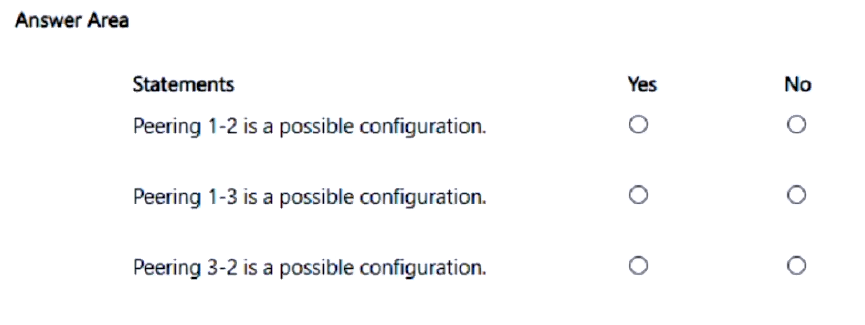 Answer Area
Statements Yes No
Peering 1-2 is a possible configuration.
Peering 1-3 is a possible configuration.
Peering 3-2 is a possible configuration.